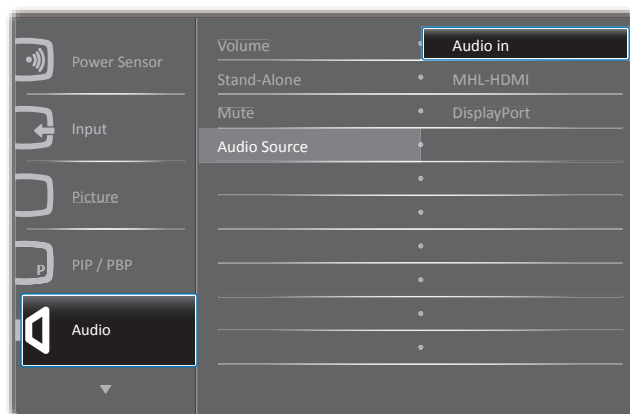 Power Sensor
Input
Picture
P
PIP / PBP
Audio
Volume
Stand-Alone
Mute
Audio Source
Audio in
MHL-HDMI
DisplayPort